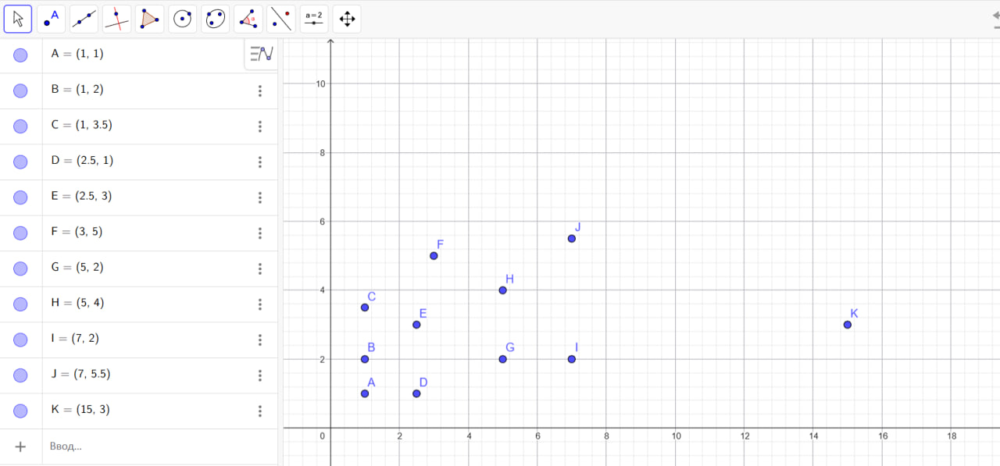 A
α
a=2
A = (1, 1)
B = (1, 2)
C = (1, 3.5)
D = (2.5, 1)
E = (2.5, 3)
F = (3, 5)
G = (5, 2)
H = (5, 4)
I = (7, 2)
J = (7, 5.5)
K = (15, 3)
Ввод...
10
8
6
4
2
0
2
4
6
8
10
12
14
16
18
J
F
H
C
E
K
B
G
I
A
D